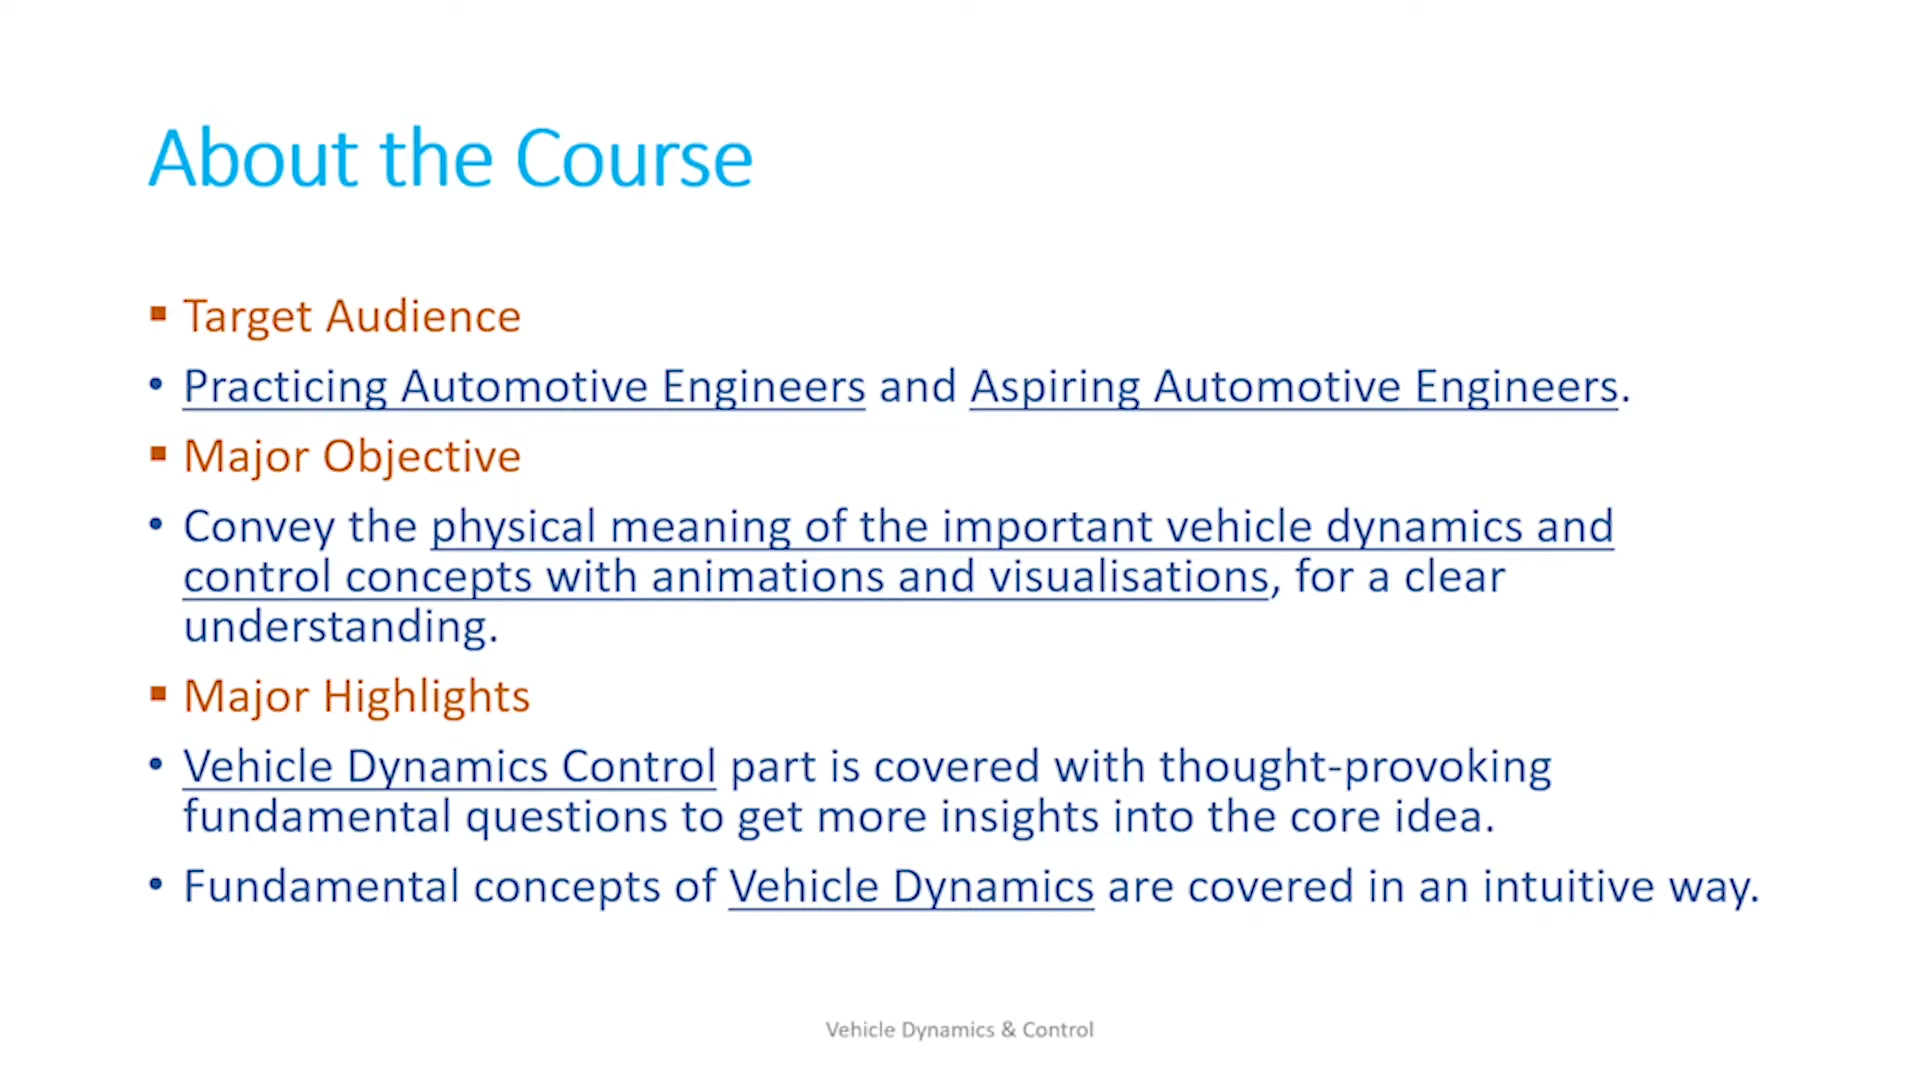 About the Course
▪ Target Audience
• Practicing Automotive Engineers and Aspiring Automotive Engineers.
▪ Major Objective
• Convey the physical meaning of the important vehicle dynamics and
control concepts with animations and visualisations, for a clear
understanding.
▪ Major Highlights
• Vehicle Dynamics Control part is covered with thought-provoking
fundamental questions to get more insights into the core idea.
• Fundamental concepts of Vehicle Dynamics are covered in an intuitive way.
Vehicle Dynamics & Control